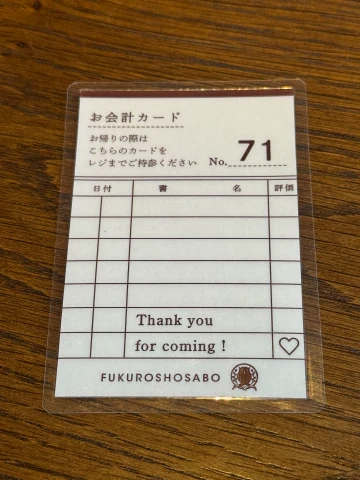 お会計カード
お帰りの際は
こちらのカードを
レジまでご持参ください No. 71
日付 書 名 評価
Thank you
for coming !
FUKUROSHOSABO